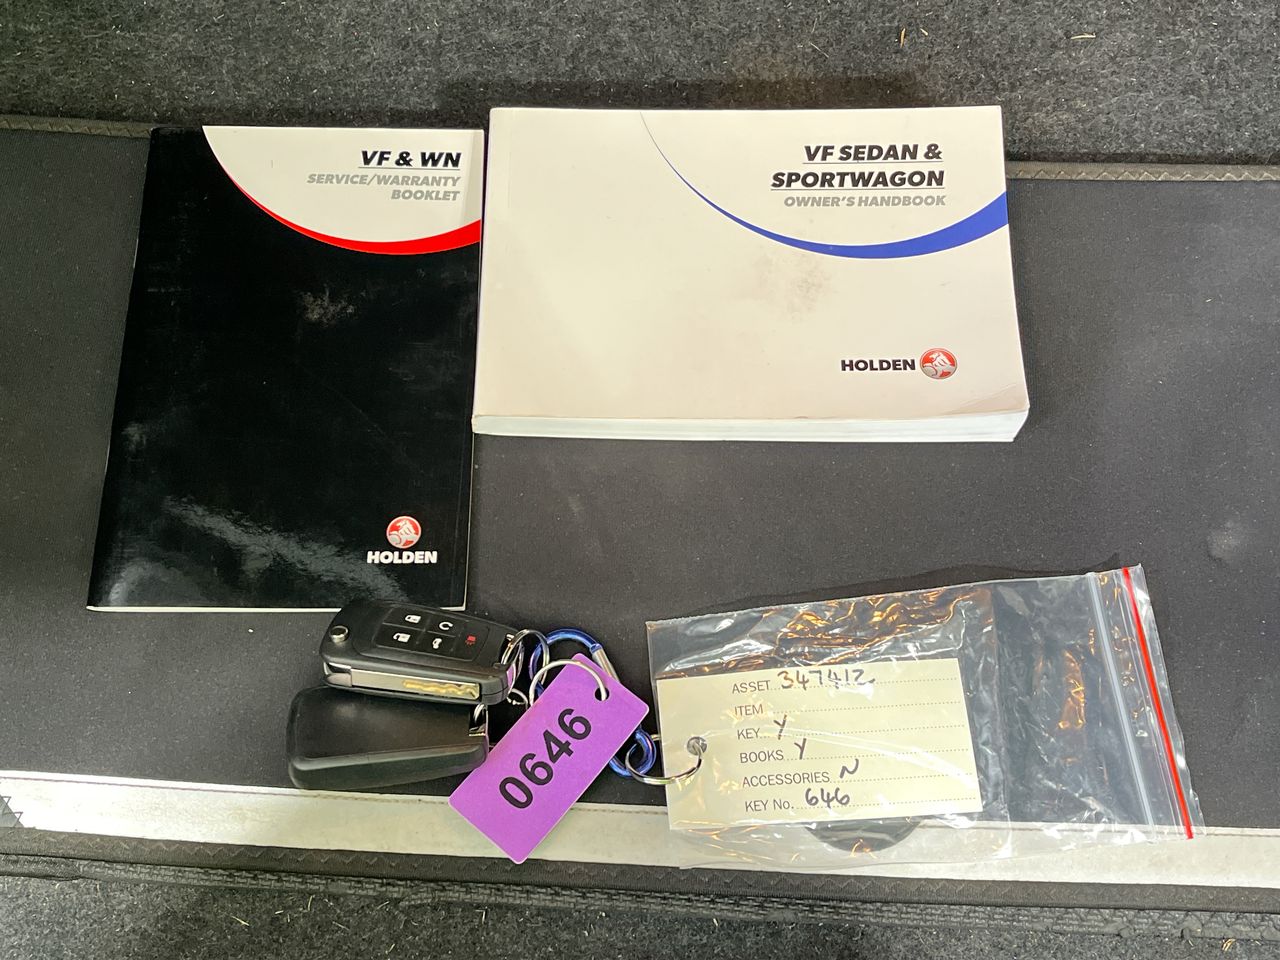 VF & WN
SERVICE/WARRANTY
BOOKLET
HOLDEN
VF SEDAN &
SPORTWAGON
OWNER'S HANDBOOK
HOLDEN
0646
ASSET 347412
ITEM
KEY Y
BOOKS Y
ACCESSORIES N
KEY No. 646